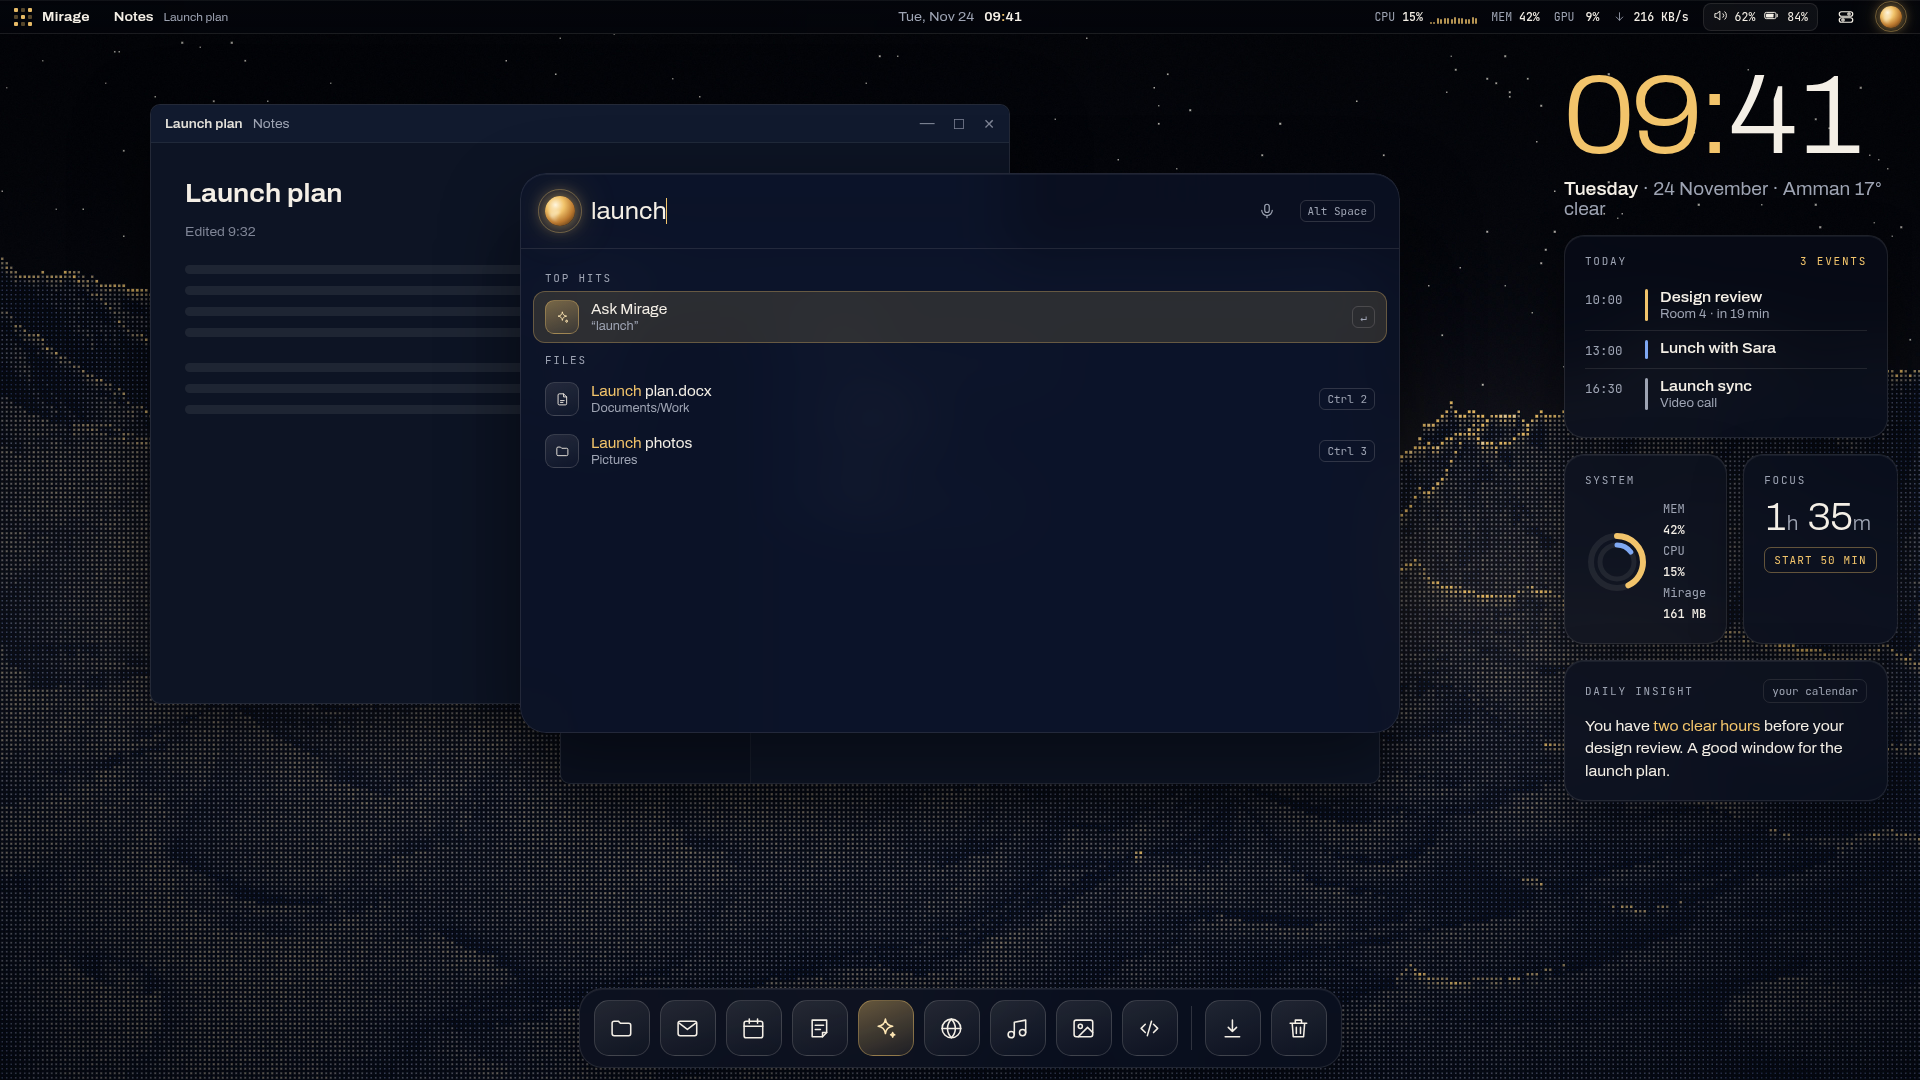 Mirage Notes Launch plan
Tue, Nov 24 09:41
CPU 15% MEM 42% GPU 9% ↓ 216 KB/s 62% 84%
Launch plan Notes
Launch plan
Edited 9:32
launch
Alt Space
TOP HITS
Ask Mirage
“launch”
↵
FILES
Launch plan.docx
Documents/Work
Ctrl 2
Launch photos
Pictures
Ctrl 3
09:41
Tuesday · 24 November · Amman 17°
clear
TODAY 3 EVENTS
10:00 Design review
Room 4 · in 19 min
13:00 Lunch with Sara
16:30 Launch sync
Video call
SYSTEM
MEM
42%
CPU
15%
Mirage
161 MB
FOCUS
1h 35m
START 50 MIN
DAILY INSIGHT your calendar
You have two clear hours before your
design review. A good window for the
launch plan.